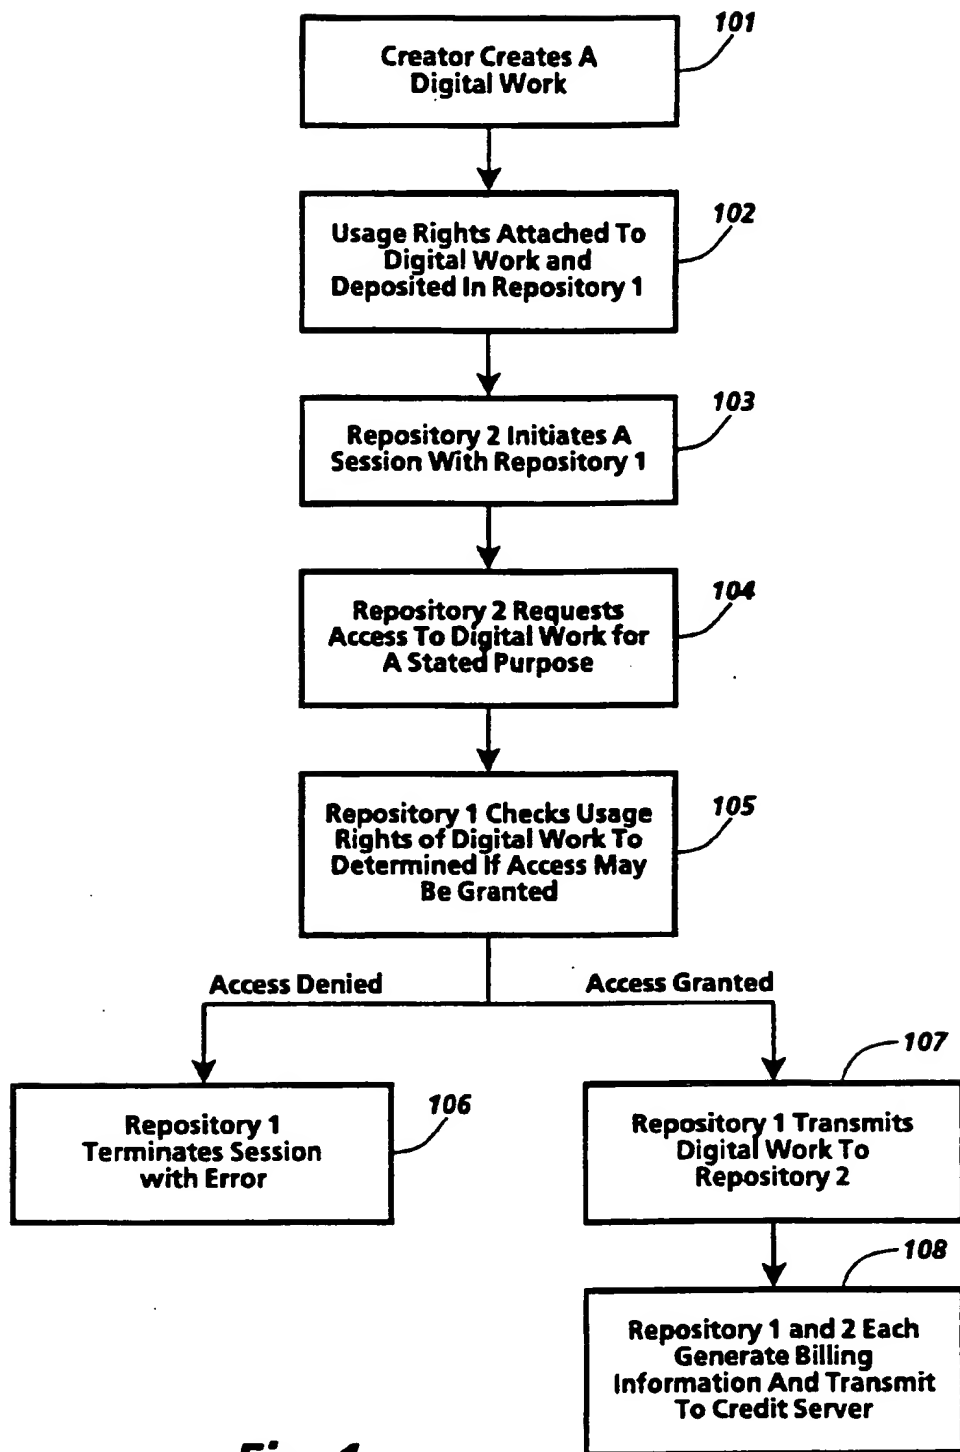 101
Creator Creates A
Digital Work
102
Usage Rights Attached To
Digital Work and
Deposited In Repository 1
103
Repository 2 Initiates A
Session With Repository 1
104
Repository 2 Requests
Access To Digital Work for
A Stated Purpose
105
Repository 1 Checks Usage
Rights of Digital Work To
Determined If Access May
Be Granted
Access Denied
Access Granted
106
Repository 1
Terminates Session
with Error
107
Repository 1 Transmits
Digital Work To
Repository 2
108
Repository 1 and 2 Each
Generate Billing
Information And Transmit
To Credit Server